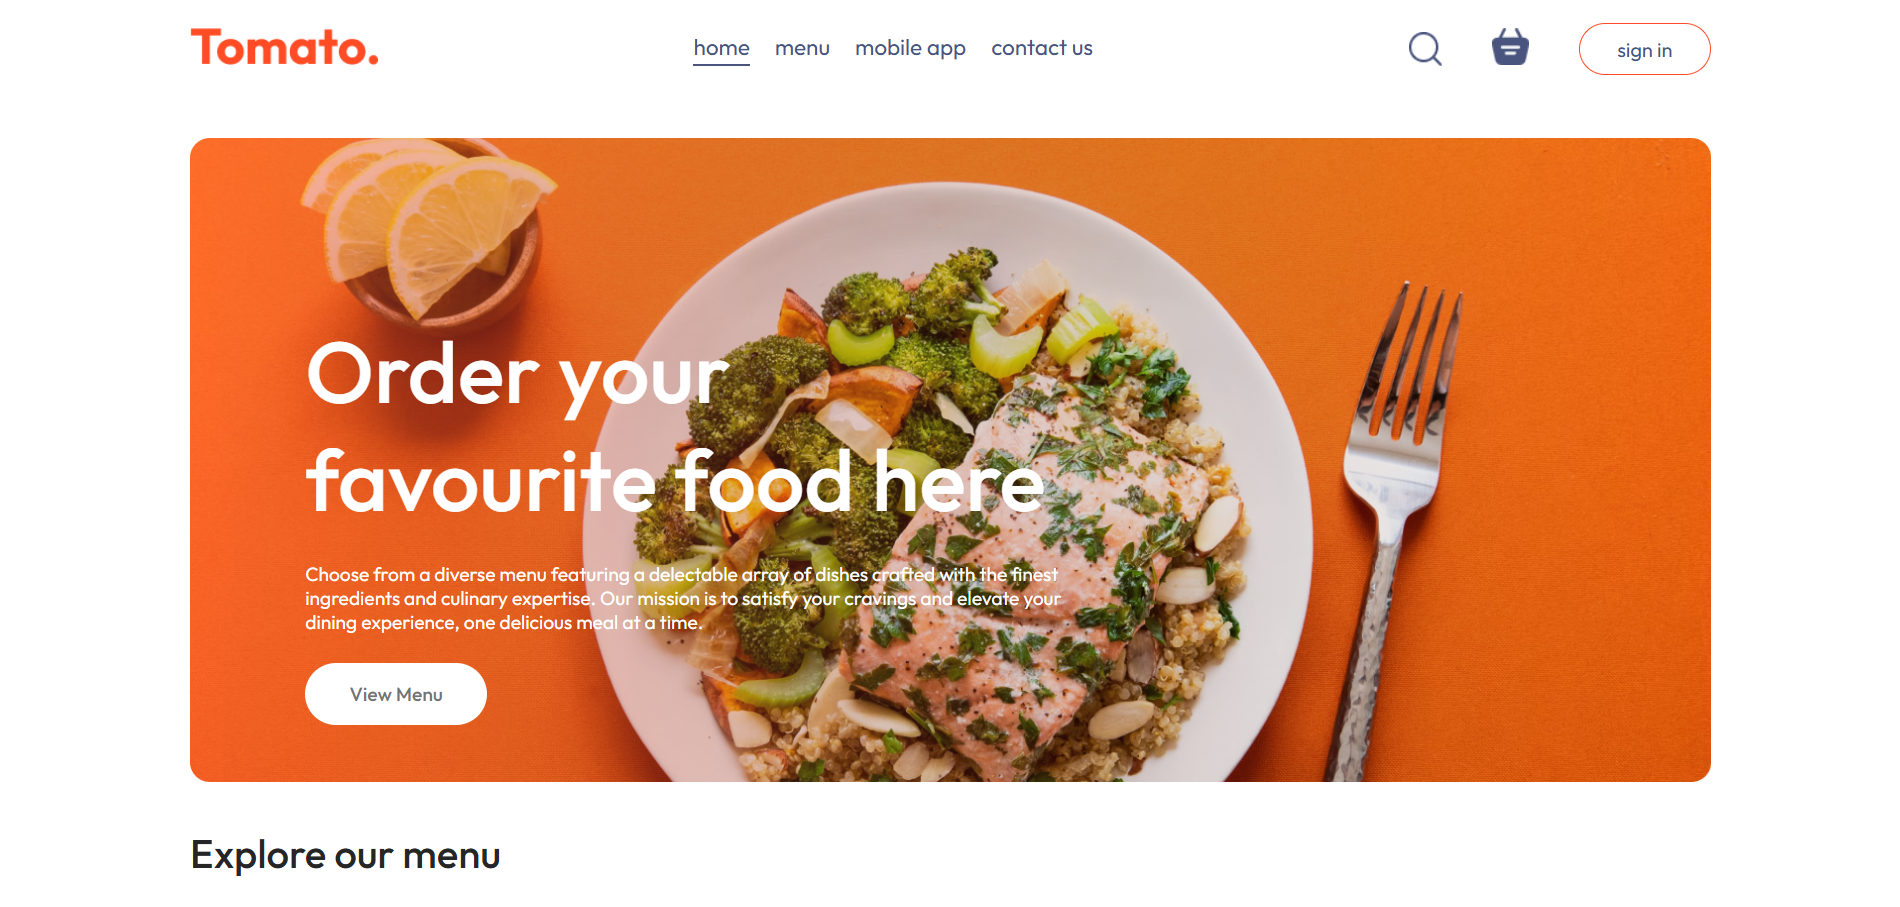 Tomato.
home
menu
mobile app
contact us
sign in
Order your
favourite food here
Choose from a diverse menu featuring a delectable array of dishes crafted with the finest
ingredients and culinary expertise. Our mission is to satisfy your cravings and elevate your
dining experience, one delicious meal at a time.
View Menu
Explore our menu